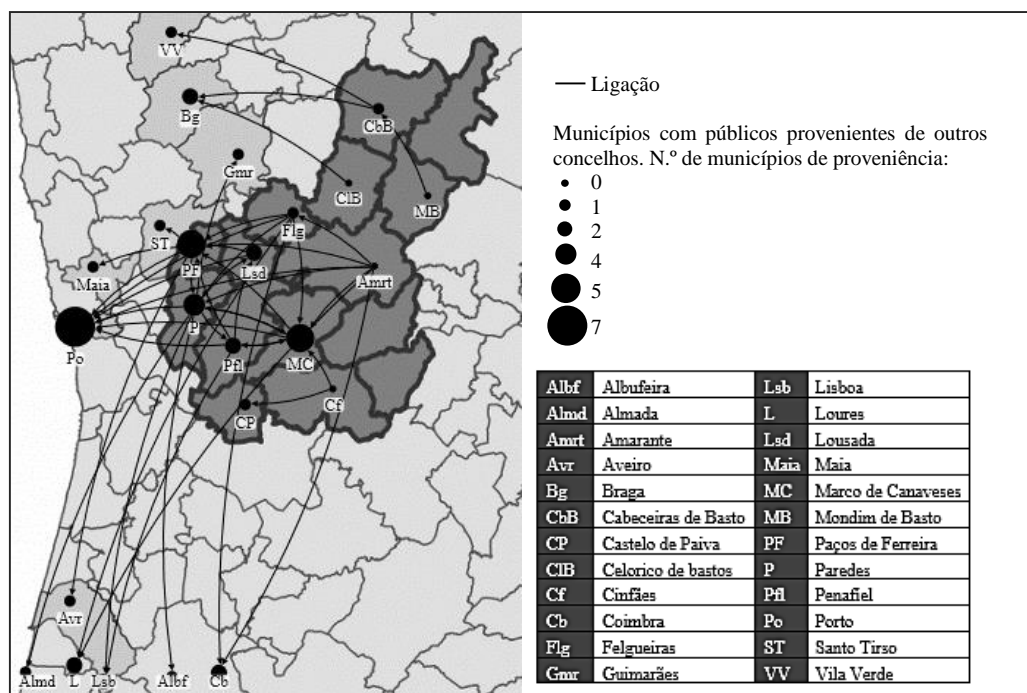 VV
Bg
CbB
Gmr
ClB
MB
Flg
ST
PF
Lsd
Maia
Amrt
P
Po
Pfl
MC
CP
Cf
Avr
Almd L Lsb Albf Cb
Ligação
Municípios com públicos provenientes de outros
concelhos. N.º de municípios de proveniência:
0
1
2
4
5
7
Albf Albufeira Lsb Lisboa
Almd Almada L Loures
Amrt Amarante Lsd Lousada
Avr Aveiro Maia Maia
Bg Braga MC Marco de Canaveses
CbB Cabeceiras de Basto MB Mondim de Basto
CP Castelo de Paiva PF Paços de Ferreira
ClB Celorico de bastos P Paredes
Cf Cinfães Pfl Penafiel
Cb Coimbra Po Porto
Flg Felgueiras ST Santo Tirso
Gmr Guimarães VV Vila Verde